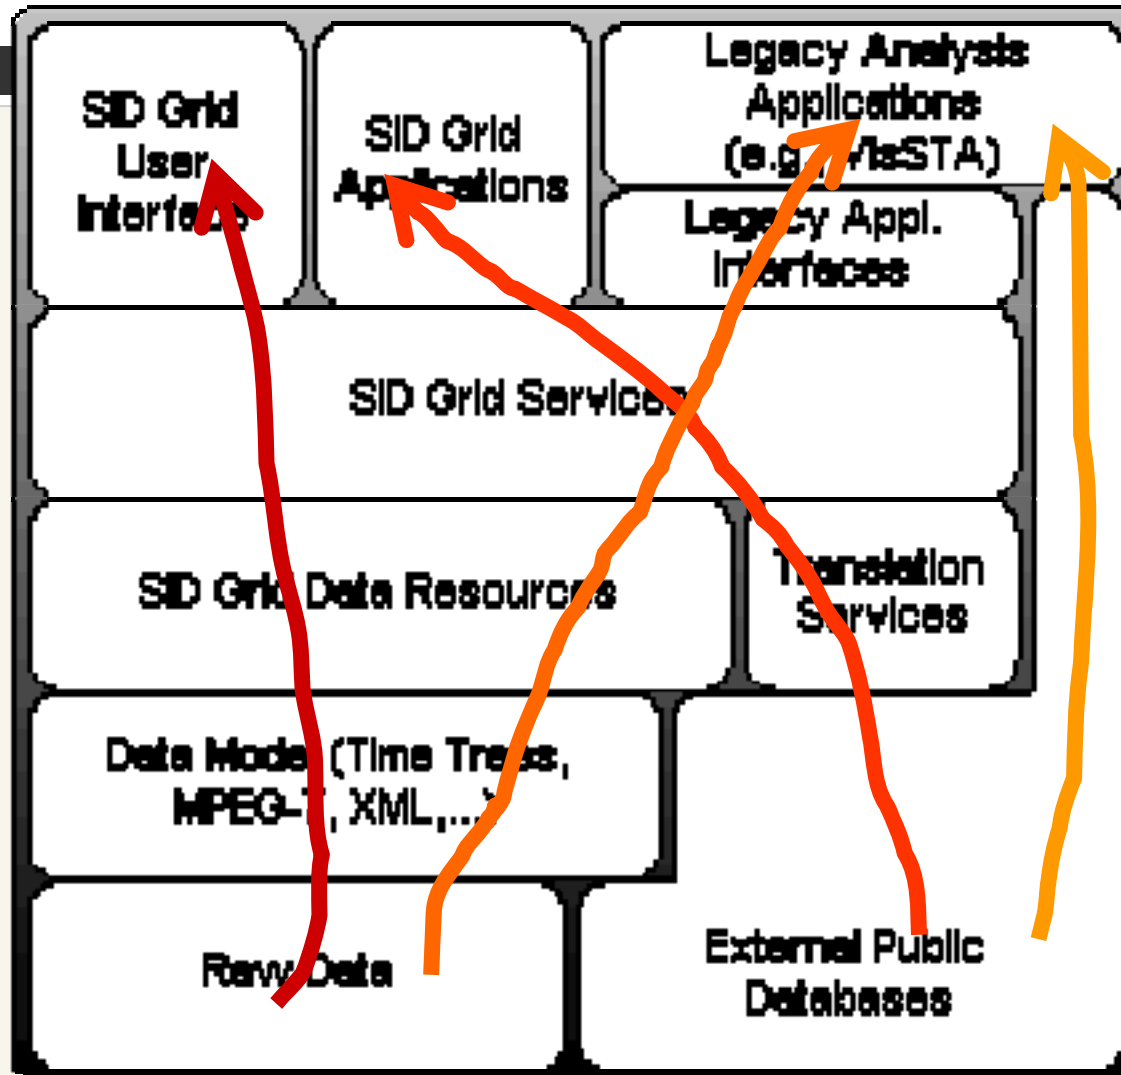 SID Grid
User
Interface
SID Grid
Applications
Legacy Analysis
Applications
(e.g., VisSTA)
Legacy Appl.
Interfaces
SID Grid Services
SID Grid Data Resources
Translation
Services
Data Model (Time Trees,
MPEG-7, XML,...)
Raw Data
External Public
Databases